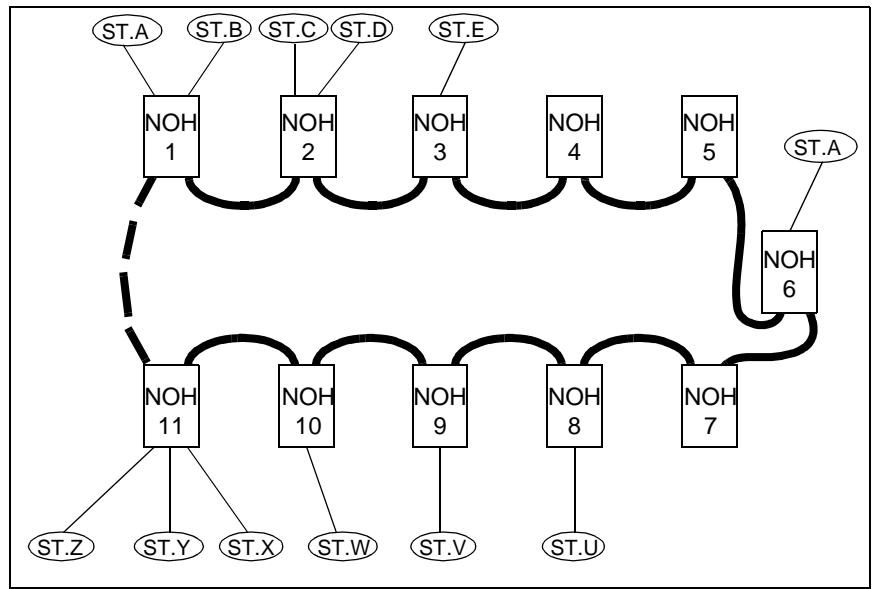 ST.A
ST.B
ST.C
ST.D
ST.E
NOH
1
NOH
2
NOH
3
NOH
4
NOH
5
ST.A
NOH
6
NOH
11
NOH
10
NOH
9
NOH
8
NOH
7
ST.Z
ST.Y
ST.X
ST.W
ST.V
ST.U